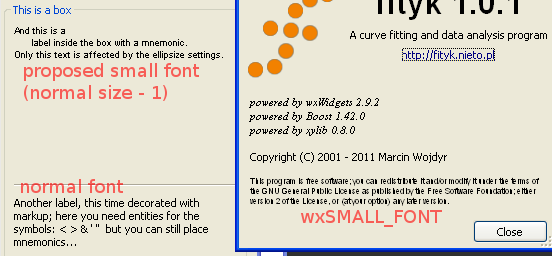 This is a box
And this is a
label inside the box with a mnemonic.
Only this text is affected by the ellipsize settings.
proposed small font
(normal size - 1)
normal font
Another label, this time decorated with
markup; here you need entities for the
symbols: < > & ' " but you can still place
mnemonics...
fityk 1.0.1
A curve fitting and data analysis program
http://fityk.nieto.pl
powered by wxWidgets 2.9.2
powered by Boost 1.42.0
powered by xylib 0.8.0
Copyright (C) 2001 - 2011 Marcin Wojdyr
This program is free software; you can redistribute it and/or modify it under the terms of
the GNU General Public License as published by the Free Software Foundation; either
version 2 of the License, or (at your option) any later version.
wxSMALL_FONT
Close